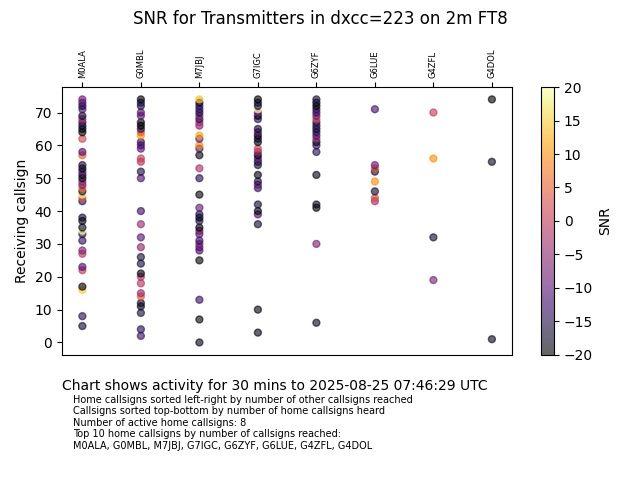 SNR for Transmitters in dxcc=223 on 2m FT8
M0ALA G0MBL M7JBJ G7IGC G6ZYF G6LUE G4ZFL G4DOL
Receiving callsign
70
60
50
40
30
20
10
0
20
15
10
5
0
−5
−10
−15
−20
SNR
Chart shows activity for 30 mins to 2025-08-25 07:46:29 UTC
Home callsigns sorted left-right by number of other callsigns reached
Callsigns sorted top-bottom by number of home callsigns heard
Number of active home callsigns: 8
Top 10 home callsigns by number of callsigns reached:
M0ALA, G0MBL, M7JBJ, G7IGC, G6ZYF, G6LUE, G4ZFL, G4DOL